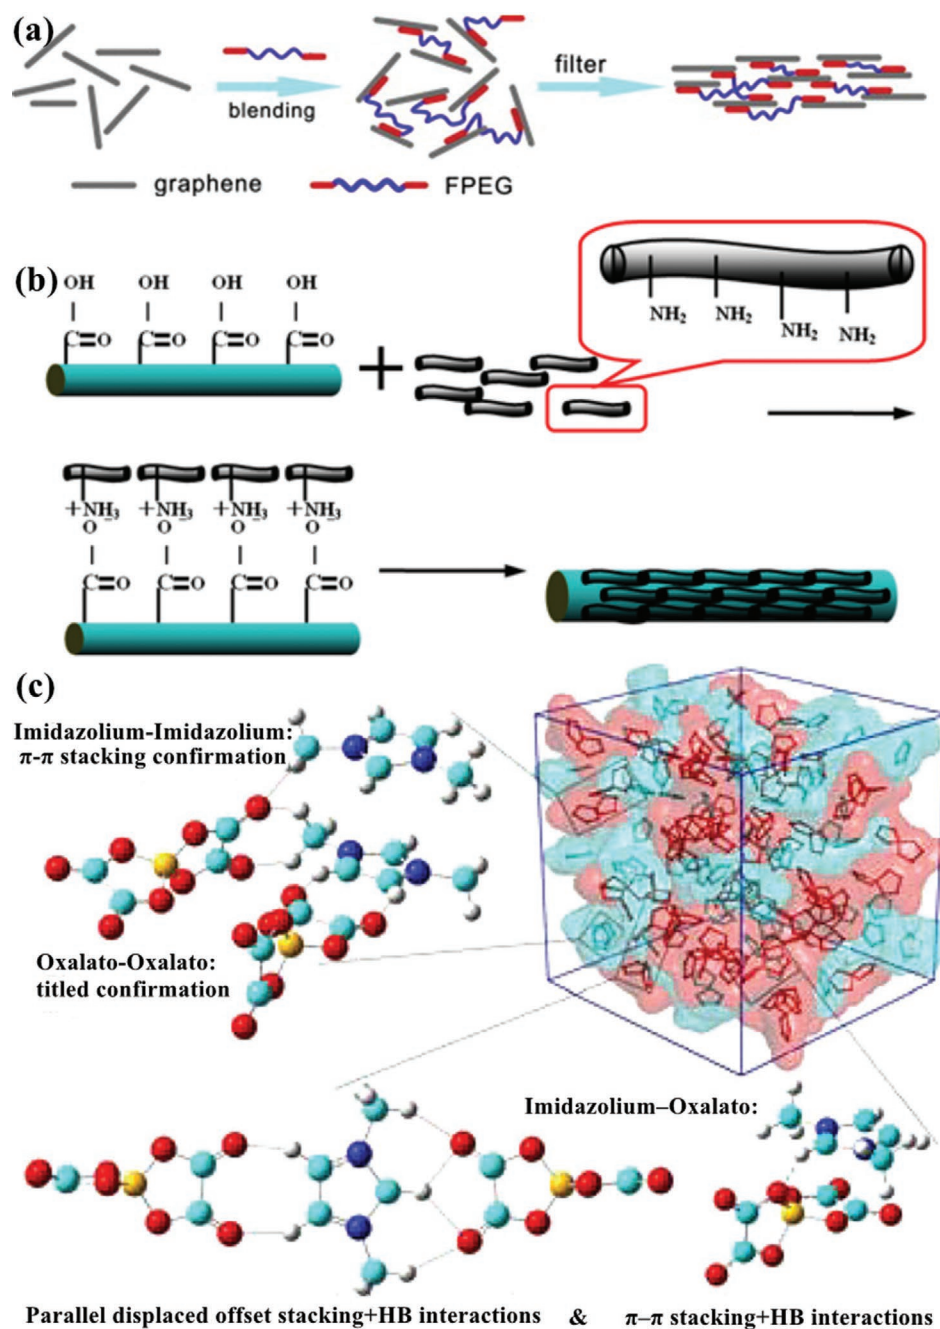 (a)
blending
filter
graphene
FPEG
(b)
OH OH OH OH
C=O C=O C=O C=O
+
NH2 NH2 NH2 NH2
+NH3 +NH3 +NH3 +NH3
O O O O
C=O C=O C=O C=O
(c)
Imidazolium-Imidazolium:
π-π stacking confirmation
Oxalato-Oxalato:
titled confirmation
Imidazolium–Oxalato:
Parallel displaced offset stacking+HB interactions & π–π stacking+HB interactions